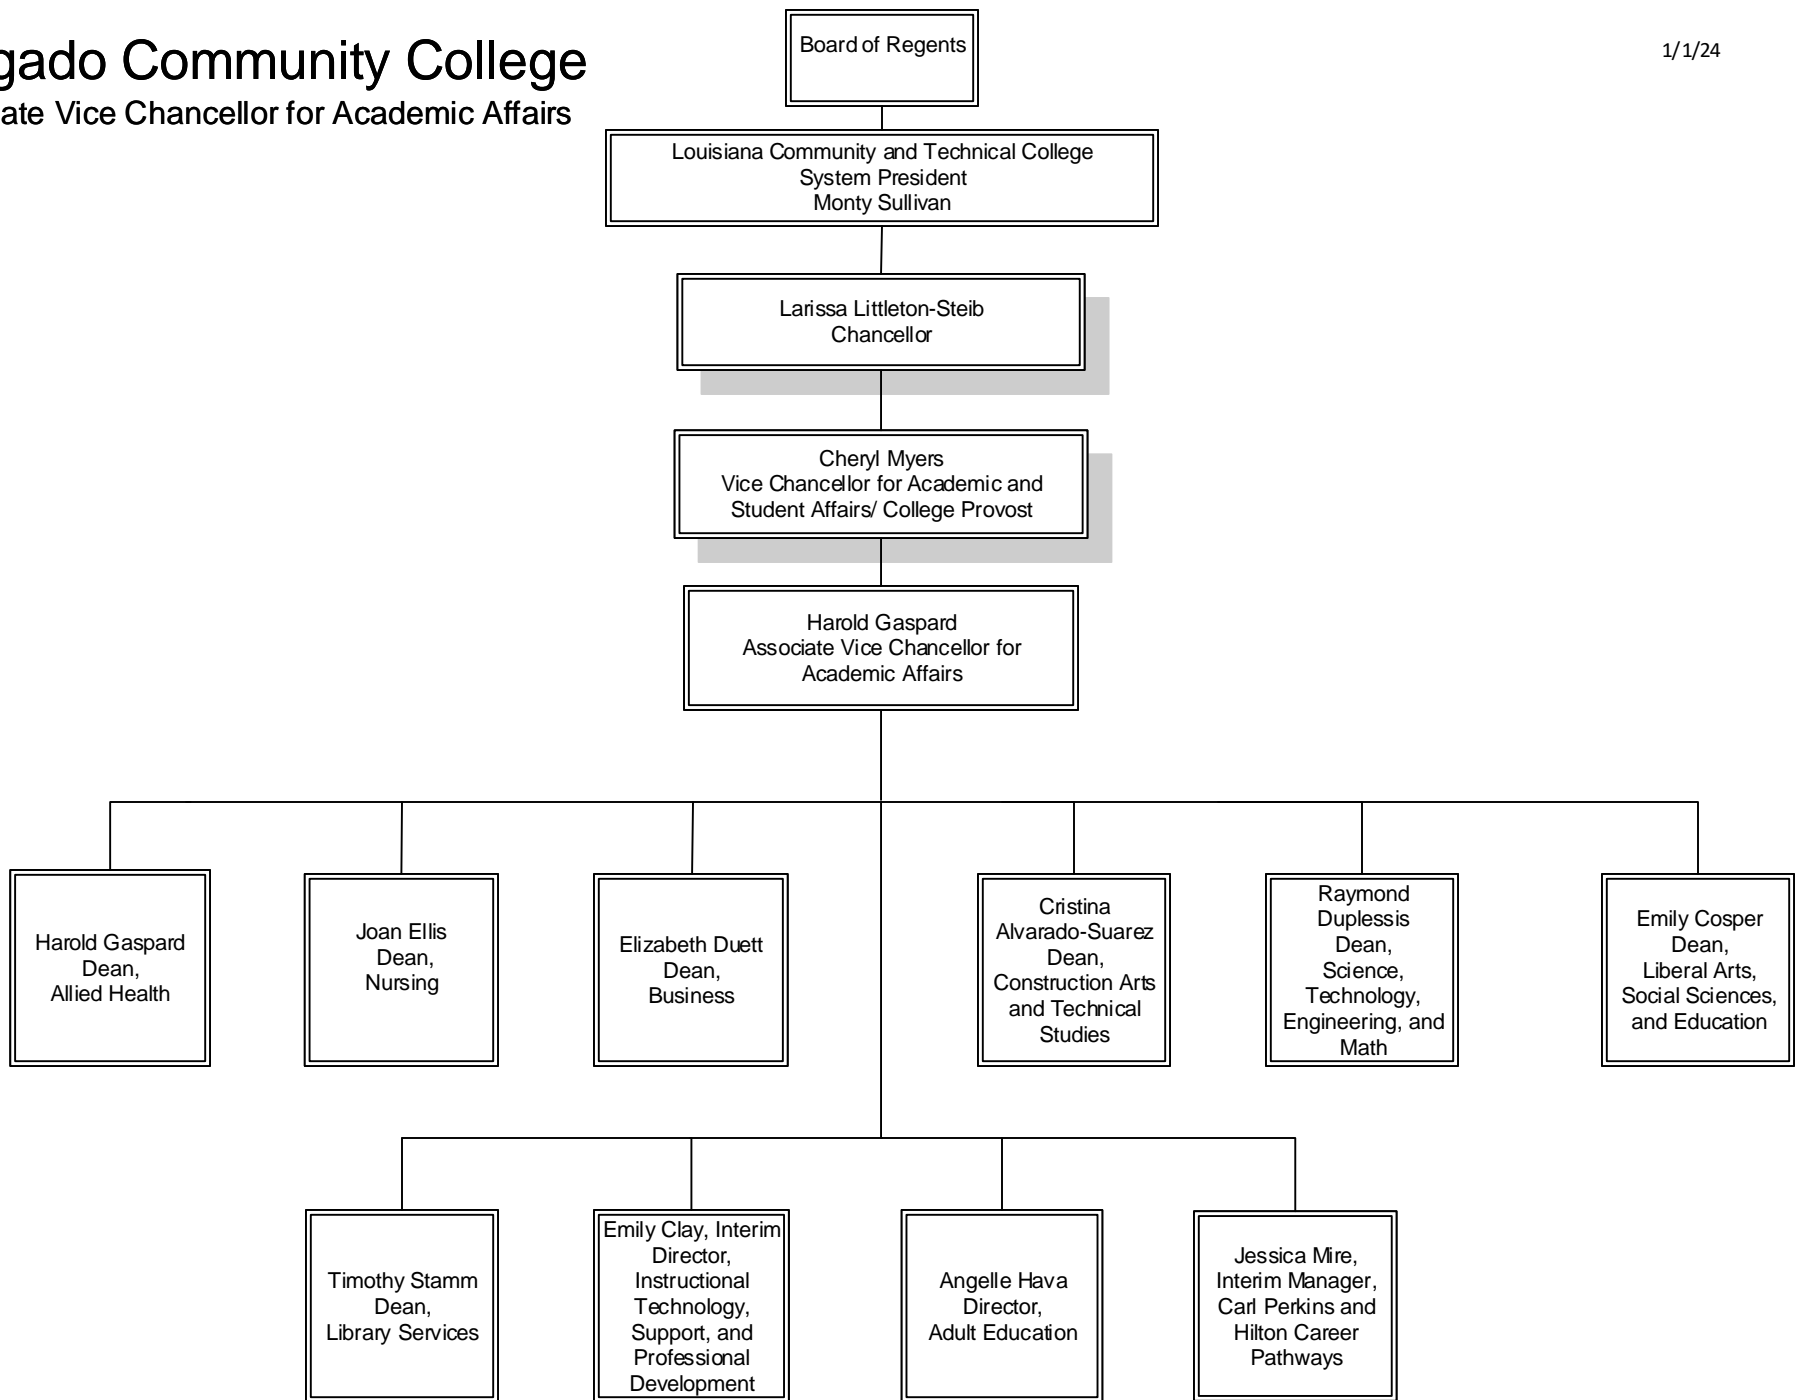 gado Community College
ate Vice Chancellor for Academic Affairs
1/1/24
Board of Regents
Louisiana Community and Technical College
System President
Monty Sullivan
Larissa Littleton-Steib
Chancellor
Cheryl Myers
Vice Chancellor for Academic and
Student Affairs/ College Provost
Harold Gaspard
Associate Vice Chancellor for
Academic Affairs
Harold Gaspard
Dean,
Allied Health
Joan Ellis
Dean,
Nursing
Elizabeth Duett
Dean,
Business
Cristina
Alvarado-Suarez
Dean,
Construction Arts
and Technical
Studies
Raymond
Duplessis
Dean,
Science,
Technology,
Engineering, and
Math
Emily Cosper
Dean,
Liberal Arts,
Social Sciences,
and Education
Timothy Stamm
Dean,
Library Services
Emily Clay, Interim
Director,
Instructional
Technology,
Support, and
Professional
Development
Angelle Hava
Director,
Adult Education
Jessica Mire,
Interim Manager,
Carl Perkins and
Hilton Career
Pathways